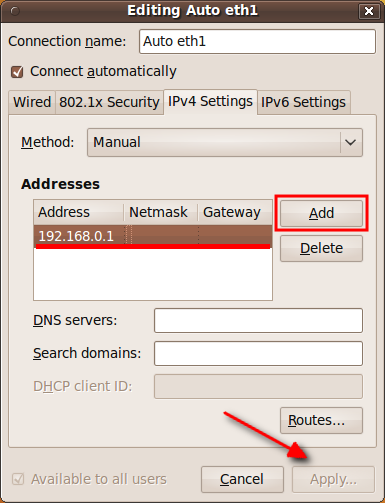 Editing Auto eth1
Connection name: Auto eth1
Connect automatically
Wired 802.1x Security IPv4 Settings IPv6 Settings
Method: Manual
Addresses
Address Netmask Gateway Add
192.168.0.1
Delete
DNS servers:
Search domains:
DHCP client ID:
Routes...
Available to all users Cancel Apply...